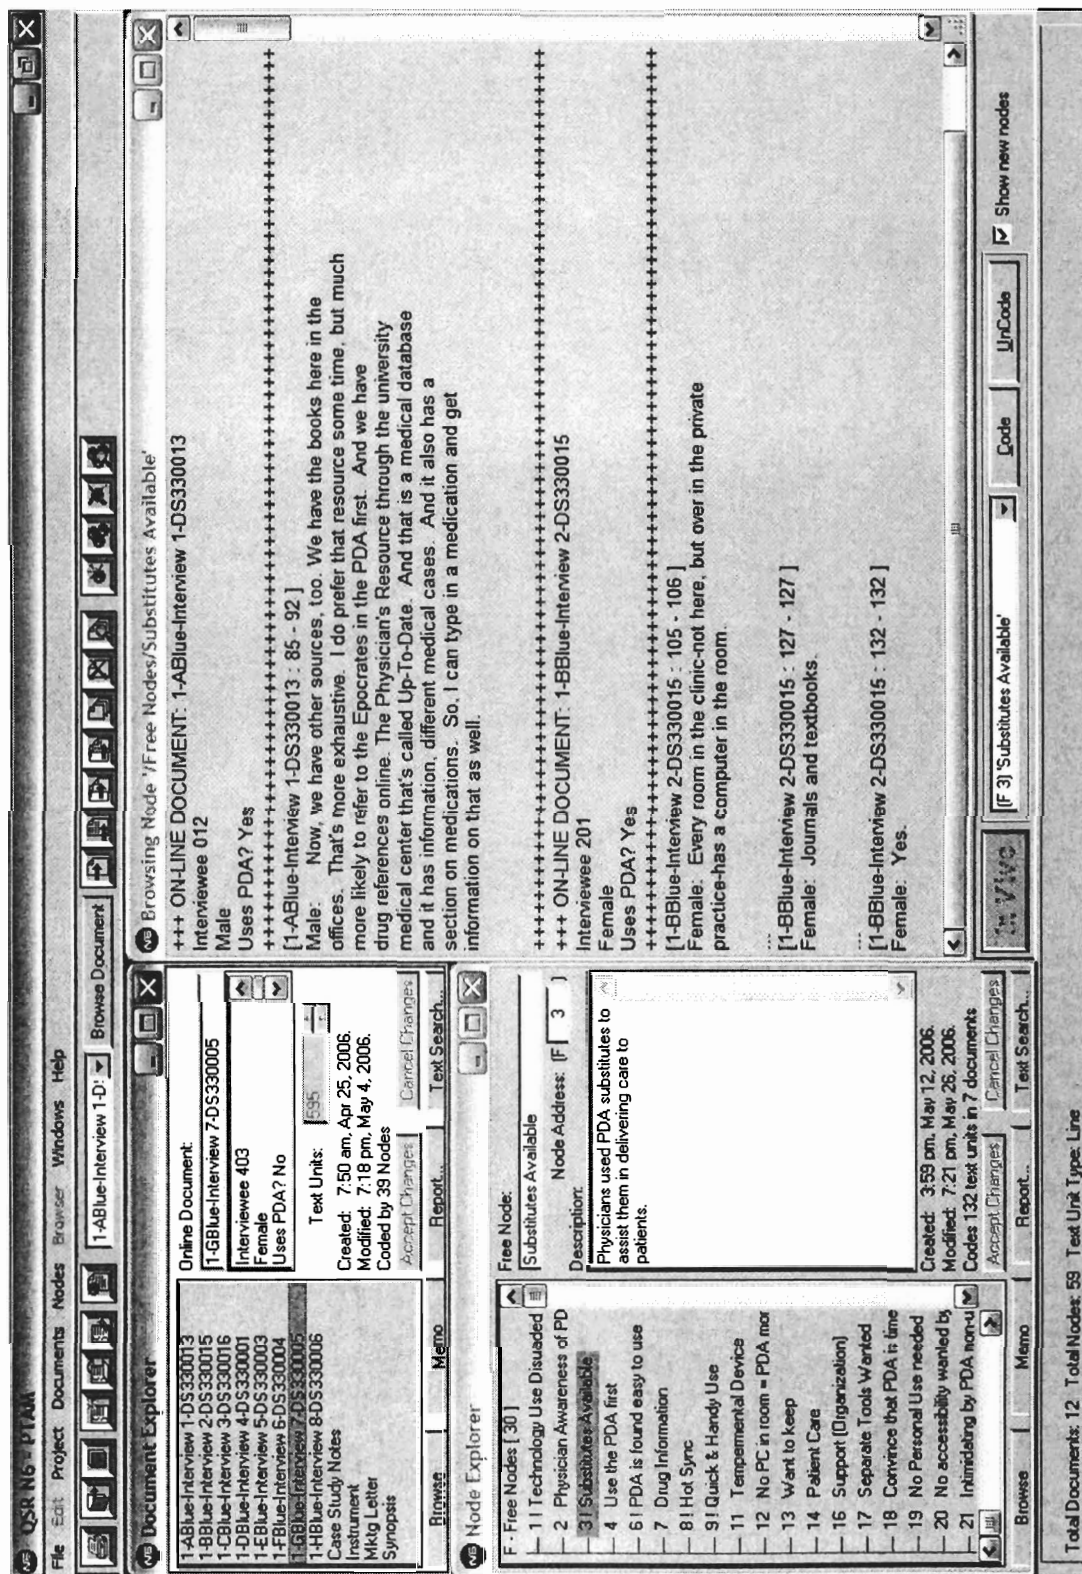 QSR N6 - PTAM
File Edit Project Documents Nodes Browser Windows Help
1-ABlue-Interview 1-D: Browse Document
Document Explorer
1-ABlue-Interview 1-DS330013
1-BBlue-Interview 2-DS330015
1-CBlue-Interview 3-DS330016
1-DBlue-Interview 4-DS330001
1-EBlue-Interview 5-DS330003
1-FBlue-Interview 6-DS330004
1-GBlue-Interview 7-DS330005
1-HBlue-Interview 8-DS330006
Case Study Notes
Instrument
Mktg Letter
Synopsis
Online Document:
1-GBlue-Interview 7-DS330005
Interviewee 403
Female
Uses PDA? No
Text Units: 595
Created: 7:50 am, Apr 25, 2006.
Modified: 7:18 pm, May 4, 2006.
Coded by 39 Nodes
Accept Changes Cancel Changes
Browse Memo Report... Text Search...
Node Explorer
F - Free Nodes [ 30 ]
1 ! Technology Use Disuaded
2 Physician Awareness of PD
3 ! Substitutes Available
4 Use the PDA first
6 ! PDA is found easy to use
7 Drug Information
8 ! Hot Sync
9 ! Quick & Handy Use
11 Tempermental Device
12 No PC in room = PDA mor
13 Want to keep
14 Patient Care
16 Support [Organization]
17 Separate Tools Wanted
18 Convince that PDA is time
19 No Personal Use needed
20 No accessibility wanted by
21 Intimidating by PDA non-u
Free Node:
Substitutes Available
Node Address: (F 3 )
Description:
Physicians used PDA substitutes to
assist them in delivering care to
patients.
Created: 3:59 pm, May 12, 2006.
Modified: 7:21 pm, May 26, 2006.
Codes 132 text units in 7 documents
Accept Changes Cancel Changes
Browse Memo Report... Text Search...
Browsing Node '/Free Nodes/Substitutes Available'
+++ ON-LINE DOCUMENT: 1-ABlue-Interview 1-DS330013
Interviewee 012
Male
Uses PDA? Yes
++++++++++++++++++++++++++++++++++++++++++++++++++++++++++++++++++++++++
[1-ABlue-Interview 1-DS330013 : 85 - 92 ]
Male: Now, we have other sources, too. We have the books here in the
offices. That's more exhaustive. I do prefer that resource some time, but much
more likely to refer to the Epocrates in the PDA first. And we have
drug references online. The Physician's Resource through the university
medical center that's called Up-To-Date. And that is a medical database
and it has information, different medical cases. And it also has a
section on medications. So, I can type in a medication and get
information on that as well.
++++++++++++++++++++++++++++++++++++++++++++++++++++++++++++++++++++++++
+++ ON-LINE DOCUMENT: 1-BBlue-Interview 2-DS330015
Interviewee 201
Female
Uses PDA? Yes
++++++++++++++++++++++++++++++++++++++++++++++++++++++++++++++++++++++++
[1-BBlue-Interview 2-DS330015 : 105 - 106 ]
Female: Every room in the clinic-not here, but over in the private
practice-has a computer in the room.
...
[1-BBlue-Interview 2-DS330015 : 127 - 127 ]
Female: Journals and textbooks.
...
[1-BBlue-Interview 2-DS330015 : 132 - 132 ]
Female: Yes.
In Vivo (F 3) 'Substitutes Available' Code UnCode Show new nodes
Total Documents: 12 Total Nodes: 59 Text Unit Type: Line